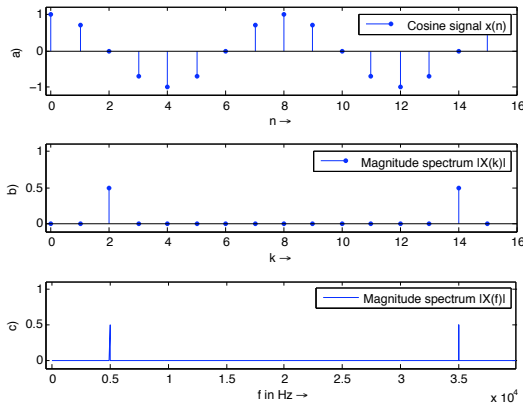 1
0
−1
a)
Cosine signal x(n)
0 2 4 6 8 10 12 14 16
n →
1
0.5
0
b)
Magnitude spectrum |X(k)|
0 2 4 6 8 10 12 14 16
k →
1
0.5
0
c)
Magnitude spectrum |X(f)|
0 0.5 1 1.5 2 2.5 3 3.5
f in Hz →
x 10^4